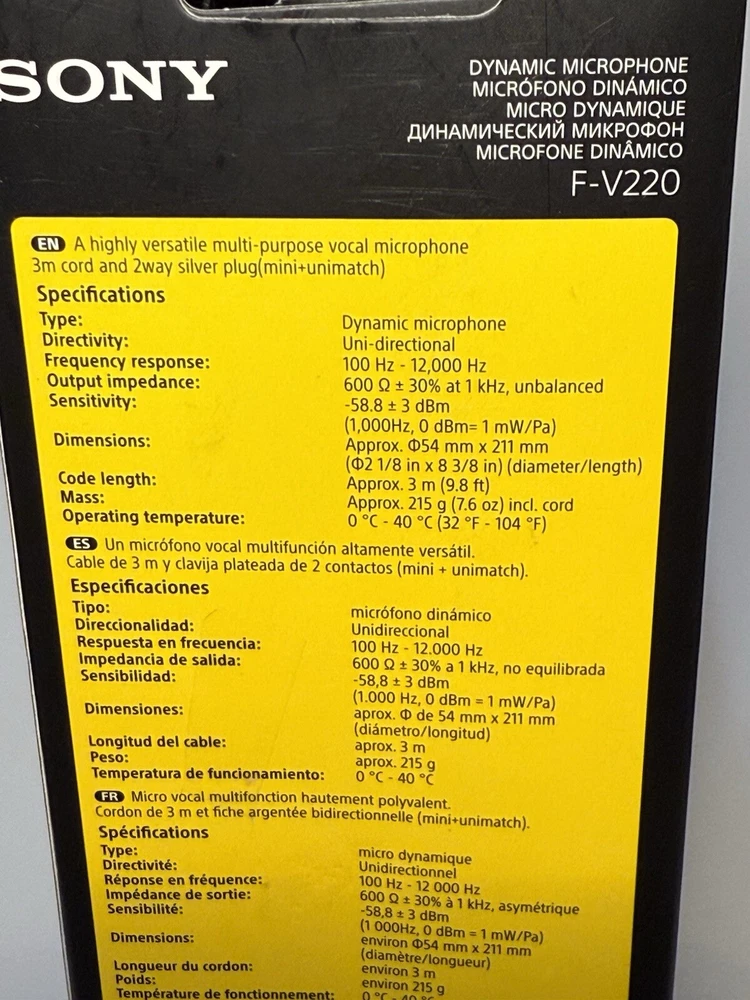 SONY
DYNAMIC MICROPHONE
MICRÓFONO DINÁMICO
MICRO DYNAMIQUE
ДИНАМИЧЕСКИЙ МИКРОФОН
MICROFONE DINÂMICO
F-V220
EN A highly versatile multi-purpose vocal microphone
3m cord and 2way silver plug(mini+unimatch)
Specifications
Type: Dynamic microphone
Directivity: Uni-directional
Frequency response: 100 Hz - 12,000 Hz
Output impedance: 600 Ω ± 30% at 1 kHz, unbalanced
Sensitivity: -58.8 ± 3 dBm
(1,000Hz, 0 dBm= 1 mW/Pa)
Dimensions: Approx. Φ54 mm x 211 mm
(Φ2 1/8 in x 8 3/8 in) (diameter/length)
Code length: Approx. 3 m (9.8 ft)
Mass: Approx. 215 g (7.6 oz) incl. cord
Operating temperature: 0 °C - 40 °C (32 °F - 104 °F)
ES Un micrófono vocal multifunción altamente versátil.
Cable de 3 m y clavija plateada de 2 contactos (mini + unimatch).
Especificaciones
Tipo: micrófono dinámico
Direccionalidad: Unidireccional
Respuesta en frecuencia: 100 Hz - 12.000 Hz
Impedancia de salida: 600 Ω ± 30% a 1 kHz, no equilibrada
Sensibilidad: -58,8 ± 3 dBm
(1.000 Hz, 0 dBm = 1 mW/Pa)
Dimensiones: aprox. Φ de 54 mm x 211 mm
(diámetro/longitud)
Longitud del cable: aprox. 3 m
Peso: aprox. 215 g
Temperatura de funcionamiento: 0 °C - 40 °C
FR Micro vocal multifonction hautement polyvalent.
Cordon de 3 m et fiche argentée bidirectionnelle (mini+unimatch).
Spécifications
Type: micro dynamique
Directivité: Unidirectionnel
Réponse en fréquence: 100 Hz - 12 000 Hz
Impédance de sortie: 600 Ω ± 30% à 1 kHz, asymétrique
Sensibilité: -58,8 ± 3 dBm
(1 000Hz, 0 dBm = 1 mW/Pa)
Dimensions: environ Φ54 mm x 211 mm
(diamètre/longueur)
Longueur du cordon: environ 3 m
Poids: environ 215 g
Température de fonctionnement: 0 °C - 40 °C